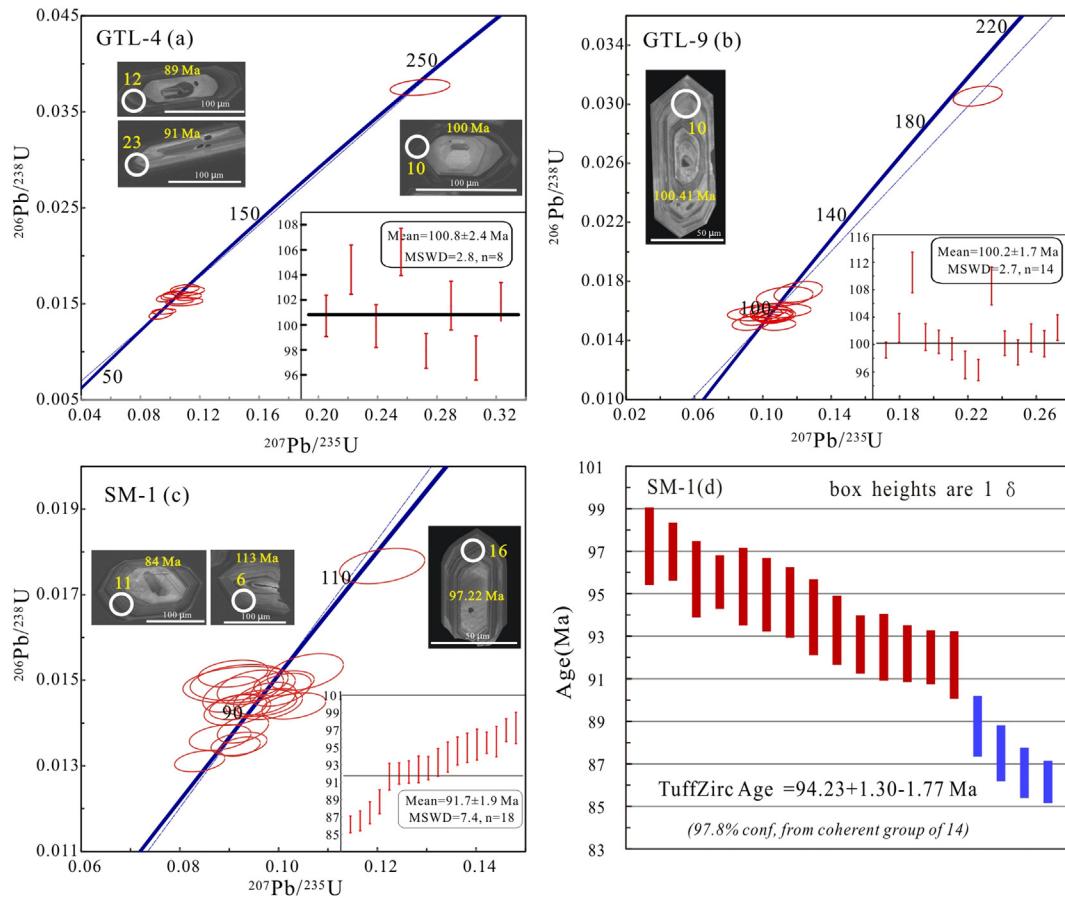 GTL-4 (a)
0.045
0.035
0.025
0.015
0.005
²⁰⁶Pb/²³⁸U
12
89 Ma
100 μm
23
91 Ma
100 μm
250
100 Ma
10
100 μm
150
50
108
106
104
102
100
98
96
Mean=100.8±2.4 Ma
MSWD=2.8, n=8
0.04
0.08
0.12
0.16
0.20
0.24
0.28
0.32
²⁰⁷Pb/²³⁵U
GTL-9 (b)
0.034
0.030
0.026
0.022
0.018
0.014
0.010
²⁰⁶Pb/²³⁸U
10
100.41 Ma
50 μm
220
180
140
100
116
112
108
104
100
96
92
Mean=100.2±1.7 Ma
MSWD=2.7, n=14
0.02
0.06
0.10
0.14
0.18
0.22
0.26
²⁰⁷Pb/²³⁵U
SM-1 (c)
0.019
0.017
0.015
0.013
0.011
²⁰⁶Pb/²³⁸U
84 Ma
11
100 μm
113 Ma
6
100 μm
110
16
97.22 Ma
50 μm
90
101
99
97
95
93
91
89
87
85
Mean=91.7±1.9 Ma
MSWD=7.4, n=18
0.06
0.08
0.10
0.12
0.14
²⁰⁷Pb/²³⁵U
SM-1(d)
box heights are 1 δ
101
99
97
95
93
91
89
87
85
83
Age(Ma)
TuffZirc Age =94.23+1.30-1.77 Ma
(97.8% conf, from coherent group of 14)